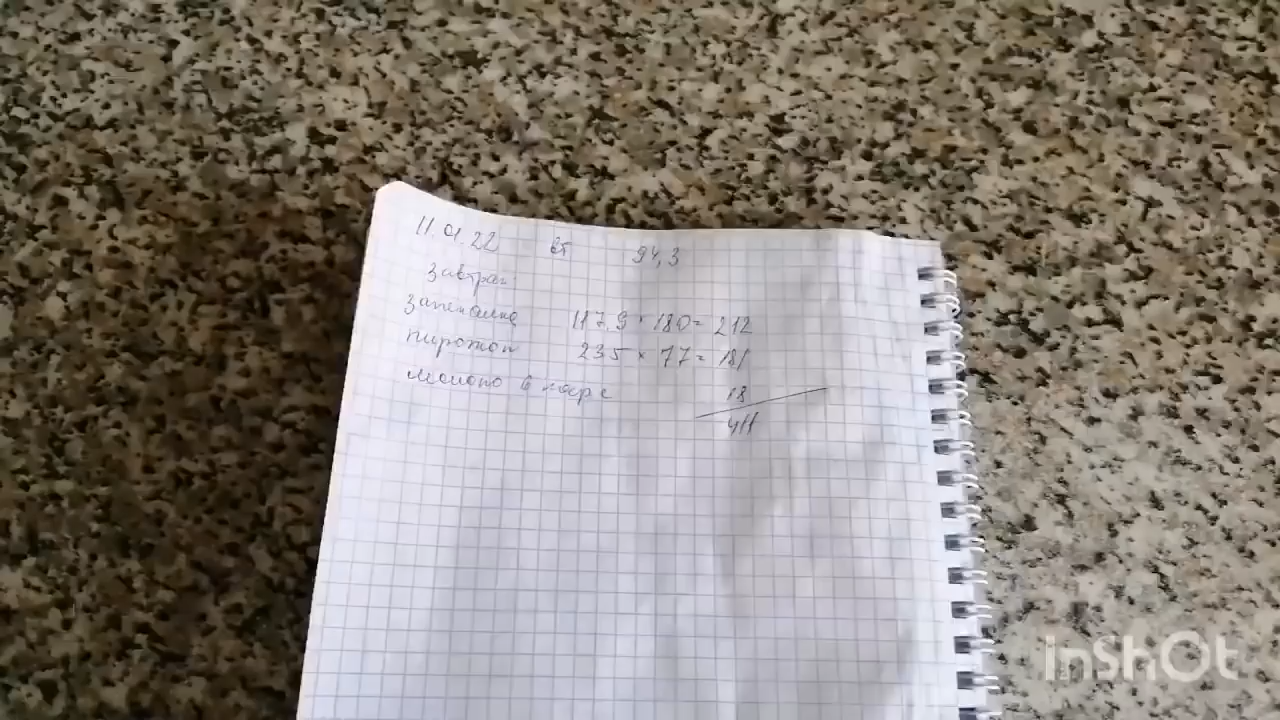 11.01.22 вт 94,3
Завтрак
Запеканка 117,9 × 180 = 212
Пирожок 235 × 77 = 181
Молоко в кофе 18
411
InShOt